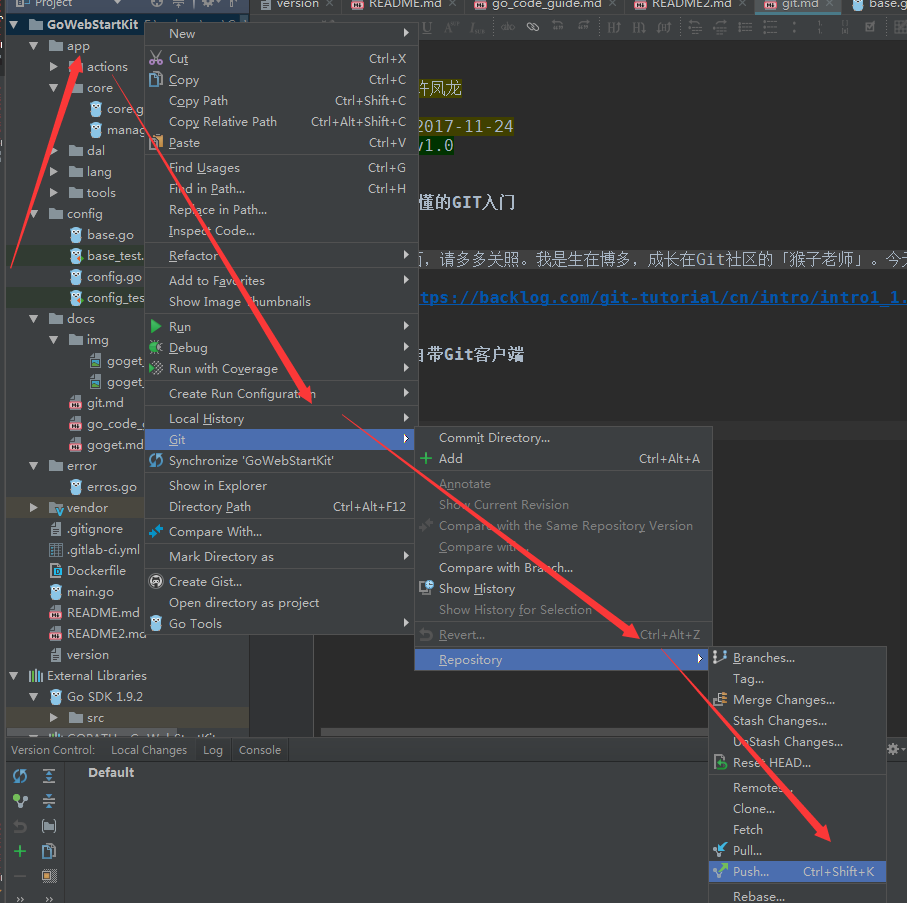 Project
version
README.md
go_code_guide.md
README2.md
git.md
base.g
GoWebStartKit
app
actions
core
core.g
manag
dal
lang
tools
config
base.go
base_test.
config.go
config_tes
docs
img
goget_
goget_
git.md
go_code_
goget.md
error
erros.go
vendor
.gitignore
.gitlab-ci.yml
Dockerfile
main.go
README.md
README2.md
version
External Libraries
Go SDK 1.9.2
src
New
Cut Ctrl+X
Copy Ctrl+C
Copy Path Ctrl+Shift+C
Copy Relative Path Ctrl+Alt+Shift+C
Paste Ctrl+V
Find Usages Ctrl+G
Find in Path... Ctrl+H
Replace in Path...
Inspect Code...
Refactor
Add to Favorites
Show Image Thumbnails
Run
Debug
Run with Coverage
Create Run Configuration
Local History
Git
Synchronize 'GoWebStartKit'
Show in Explorer
Directory Path Ctrl+Alt+F12
Compare With...
Mark Directory as
Create Gist...
Open directory as project
Go Tools
许凤龙
2017-11-24
v1.0
懂的GIT入门
,请多多关照。我是生在博多，成长在Git社区的「猴子老师」。今天
tps://backlog.com/git-tutorial/cn/intro/intro1_1.
自带Git客户端
Commit Directory...
Add Ctrl+Alt+A
Annotate
Show Current Revision
Compare with the Same Repository Version
Compare with
Compare with Branch...
Show History
Show History for Selection
Revert... Ctrl+Alt+Z
Repository
Branches...
Tag...
Merge Changes...
Stash Changes...
UnStash Changes...
Reset HEAD...
Remotes...
Clone...
Fetch
Pull...
Push... Ctrl+Shift+K
Rebase...
Version Control: Local Changes Log Console
Default